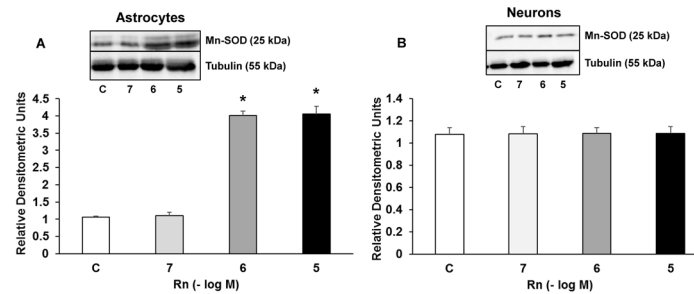 Astrocytes
A
Mn-SOD (25 kDa)
Tubulin (55 kDa)
C 7 6 5
Relative Densitometric Units
4.5
4
3.5
3
2.5
2
1.5
1
0.5
0
*
*
C 7 6 5
Rn (- log M)
Neurons
B
Mn-SOD (25 kDa)
Tubulin (55 kDa)
C 7 6 5
Relative Densitometric Units
1.4
1.2
1
0.8
0.6
0.4
0.2
0
C 7 6 5
Rn (- log M)